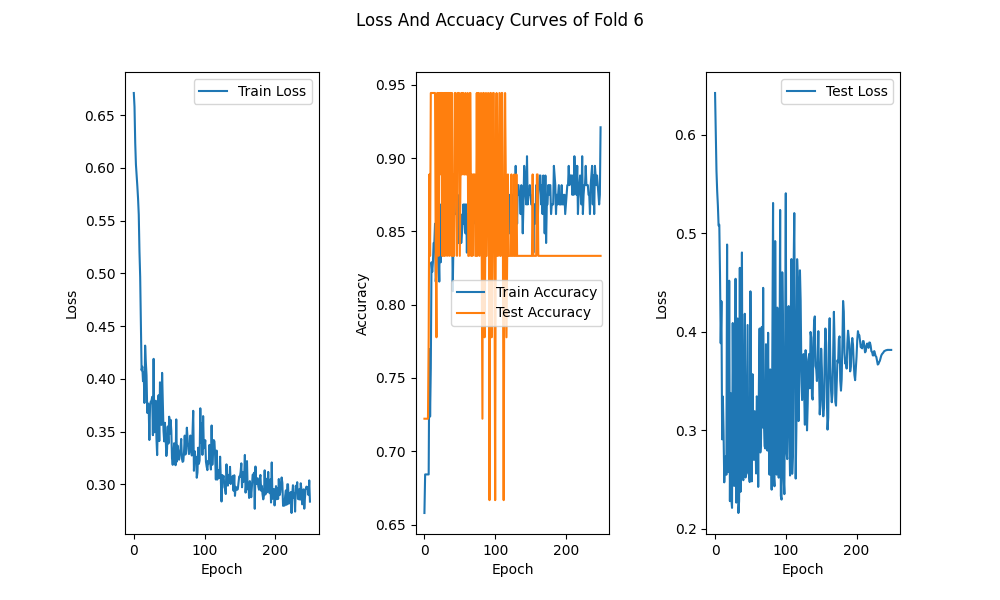 Loss And Accuacy Curves of Fold 6
Train Loss
0.65
0.60
0.55
0.50
0.45
0.40
0.35
0.30
Loss
0
100
200
Epoch
0.95
0.90
0.85
0.80
0.75
0.70
0.65
Accuracy
Train Accuracy
Test Accuracy
0
100
200
Epoch
Test Loss
0.6
0.5
0.4
0.3
0.2
Loss
0
100
200
Epoch